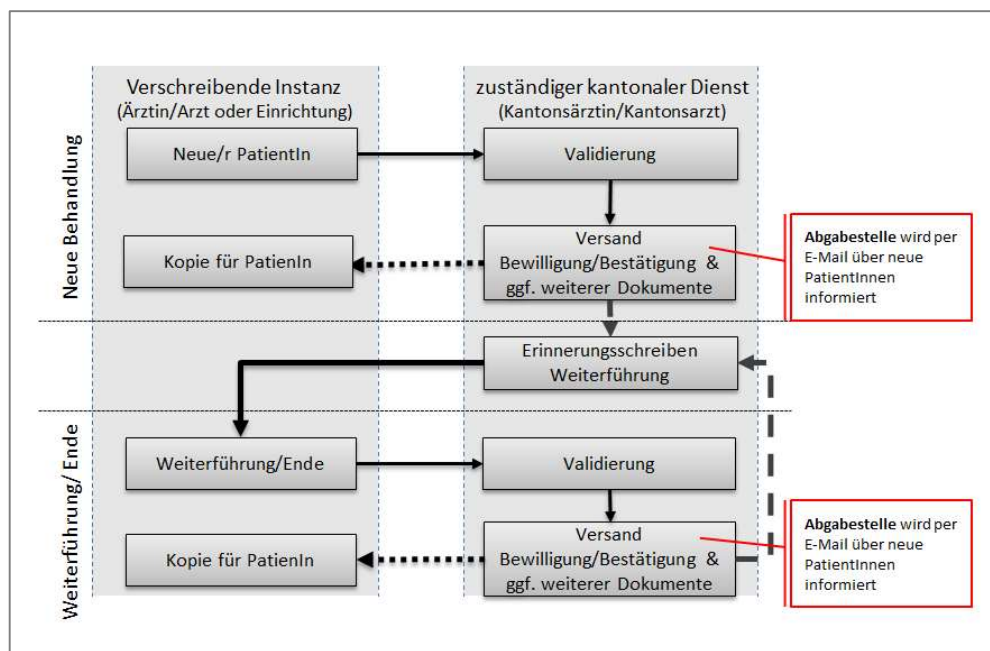 Verschreibende Instanz
(Ärztin/Arzt oder Einrichtung)
zuständiger kantonaler Dienst
(Kantonsärztin/Kantonsarzt)
Neue Behandlung
Neue/r PatientIn
Validierung
Kopie für PatienIn
Versand
Bewilligung/Bestätigung &
ggf. weiterer Dokumente
Abgabestelle wird per
E-Mail über neue
PatientInnen
informiert
Erinnerungsschreiben
Weiterführung
Weiterführung/ Ende
Weiterführung/Ende
Validierung
Kopie für PatienIn
Versand
Bewilligung/Bestätigung &
ggf. weiterer Dokumente
Abgabestelle wird per
E-Mail über neue
PatientInnen
informiert